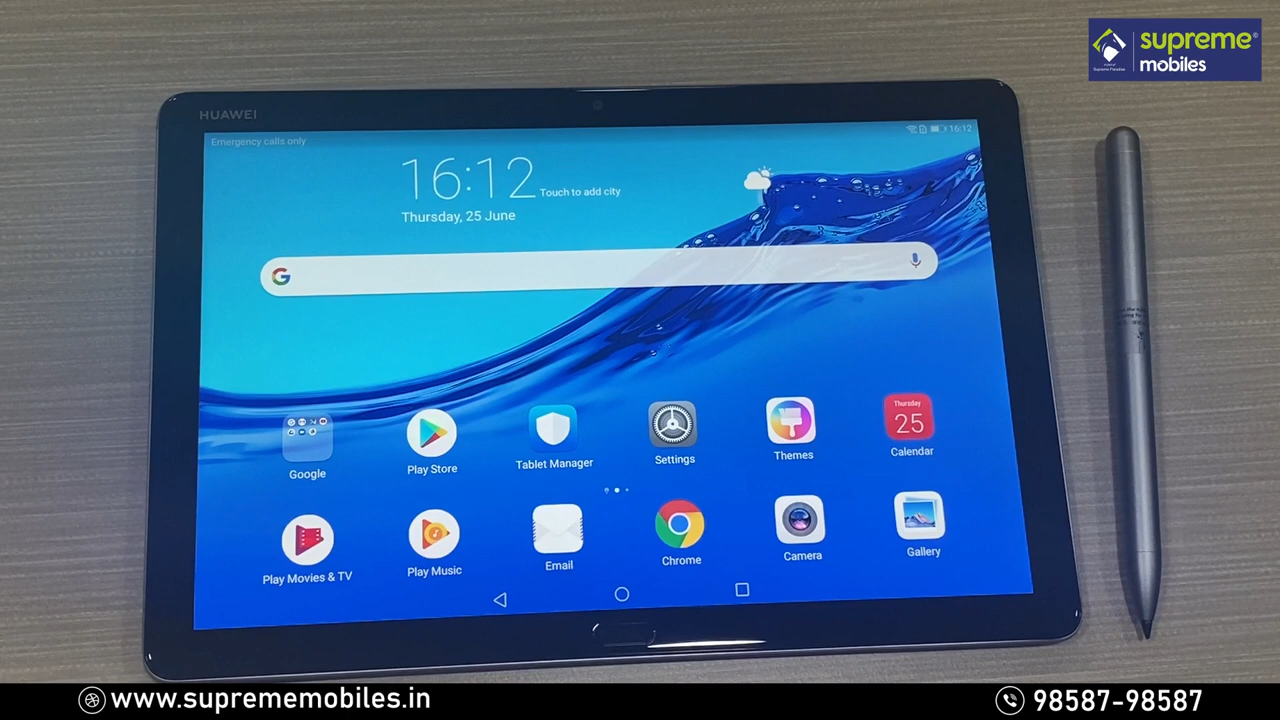 supreme
mobiles
HUAWEI
Emergency calls only
16:12
16:12
Touch to add city
Thursday, 25 June
Google
Play Store
Tablet Manager
Settings
Themes
Thursday
25
Calendar
Play Movies & TV
Play Music
Email
Chrome
Camera
Gallery
www.suprememobiles.in
98587-98587